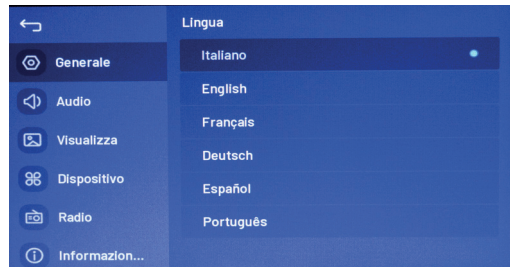 Lingua
Generale
Audio
Visualizza
Dispositivo
Radio
Informazion...
Italiano
English
Français
Deutsch
Español
Português